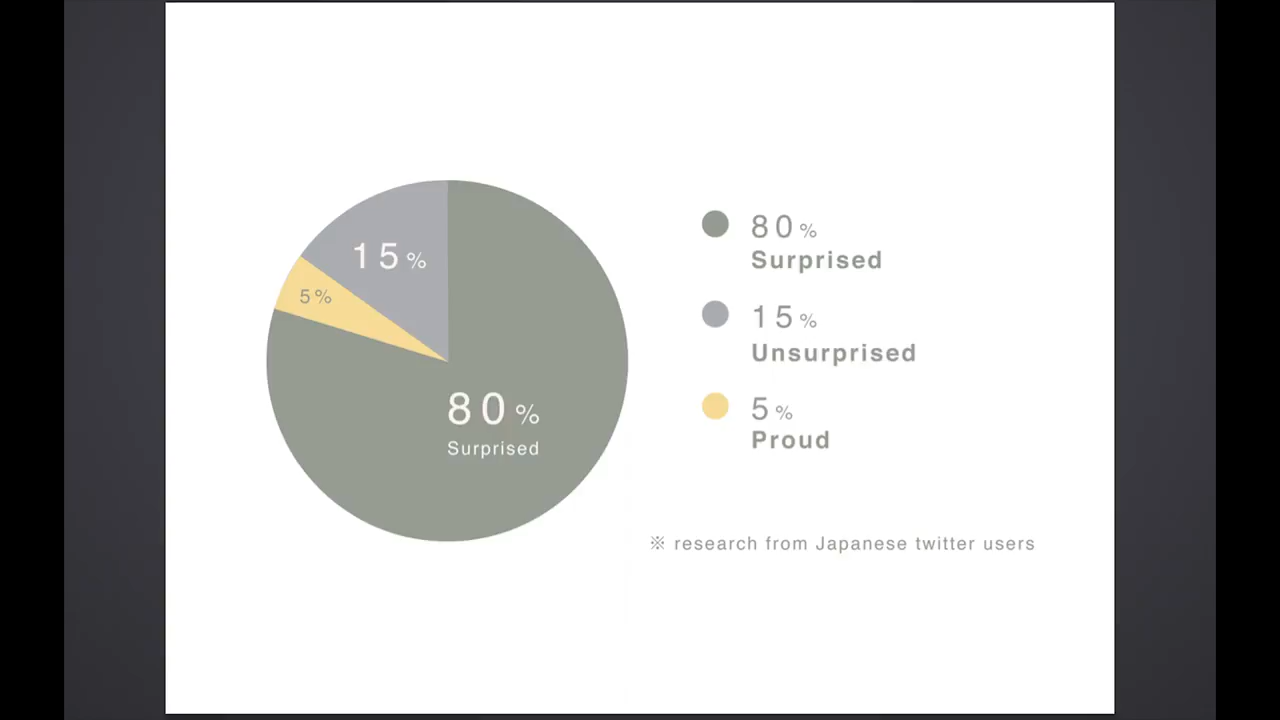 15%
5%
80%
Surprised
80%
Surprised
15%
Unsurprised
5%
Proud
※ research from Japanese twitter users